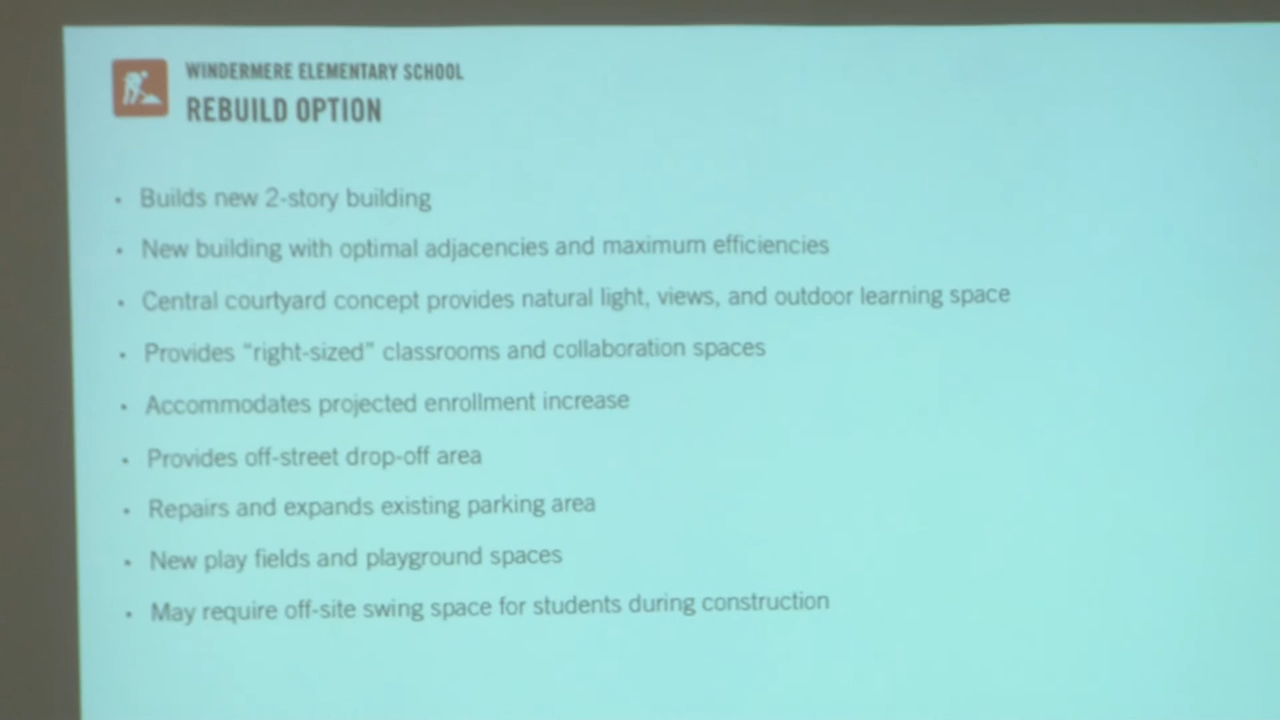 WINDERMERE ELEMENTARY SCHOOL
REBUILD OPTION
• Builds new 2-story building
• New building with optimal adjacencies and maximum efficiencies
• Central courtyard concept provides natural light, views, and outdoor learning space
• Provides “right-sized” classrooms and collaboration spaces
• Accommodates projected enrollment increase
• Provides off-street drop-off area
• Repairs and expands existing parking area
• New play fields and playground spaces
• May require off-site swing space for students during construction